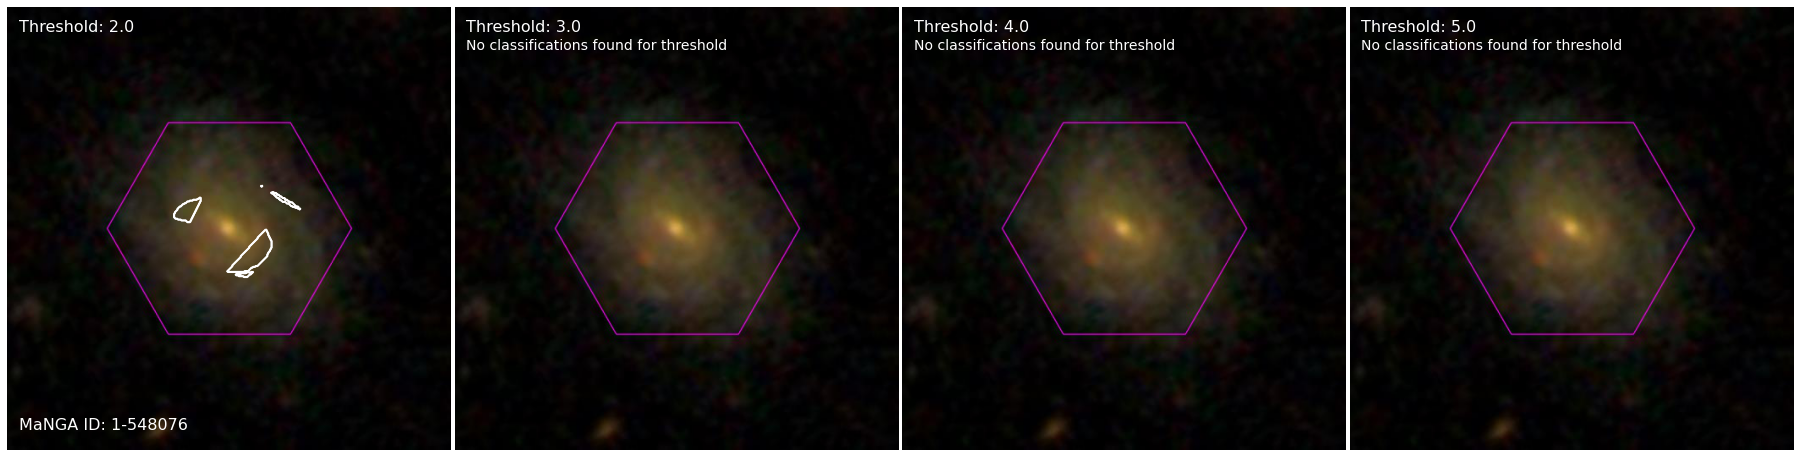 Threshold: 2.0
MaNGA ID: 1-548076
Threshold: 3.0
No classifications found for threshold
Threshold: 4.0
No classifications found for threshold
Threshold: 5.0
No classifications found for threshold